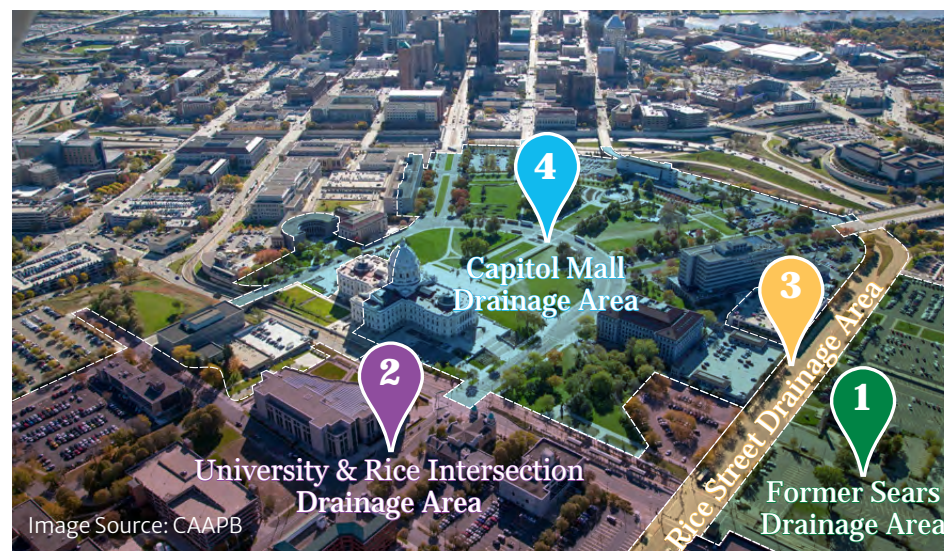 4
Capitol Mall
Drainage Area
3
Rice Street Drainage Area
2
University & Rice Intersection
Drainage Area
1
Former Sears
Drainage Area
Image Source: CAAPB